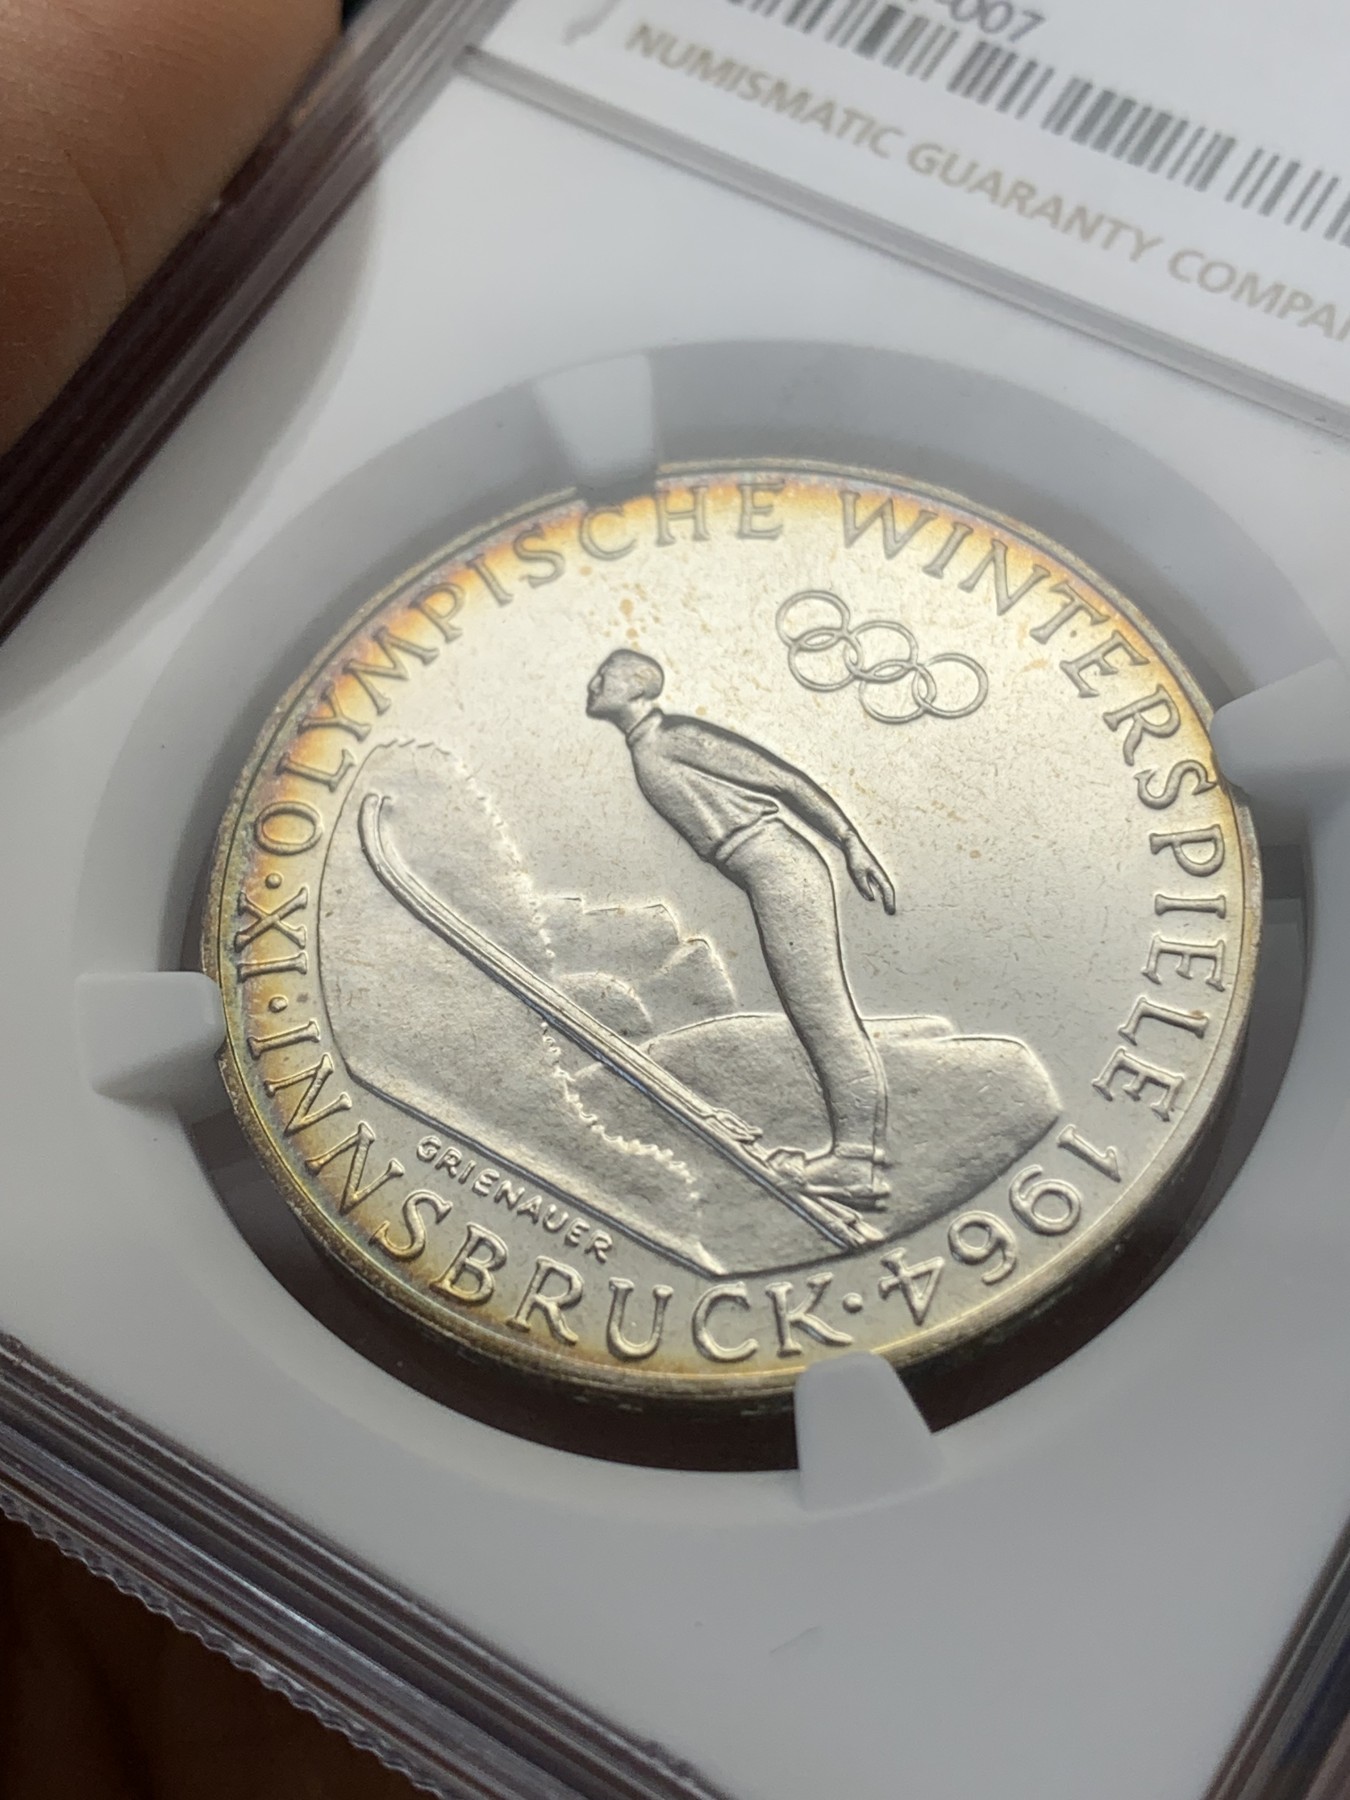 -007
NUMISMATIC GUARANTY COMPAN
IX·OLYMPISCHE WINTERSPIELE 1964·INNSBRUCK·
GRIENAUER